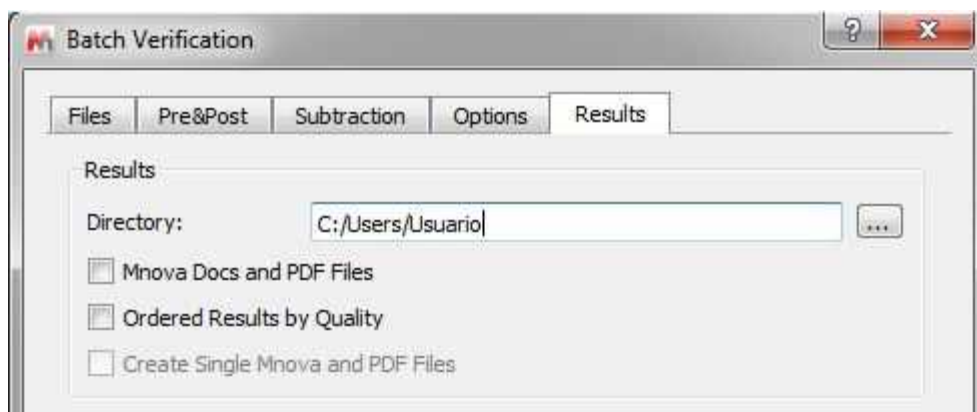 Batch Verification ? X
Files Pre&Post Subtraction Options Results
Results
Directory: C:/Users/Usuario ...
Mnova Docs and PDF Files
Ordered Results by Quality
Create Single Mnova and PDF Files